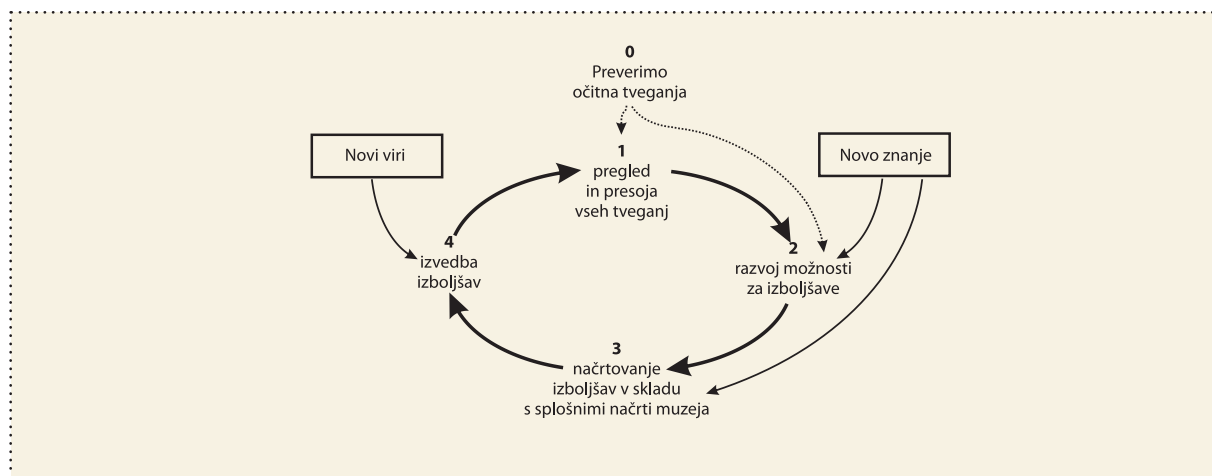 0
Preverimo
očitna tveganja
Novi viri
Novo znanje
1
pregled
in presoja
vseh tveganj
2
razvoj možnosti
za izboljšave
3
načrtovanje
izboljšav v skladu
s splošnimi načrti muzeja
4
izvedba
izboljšav